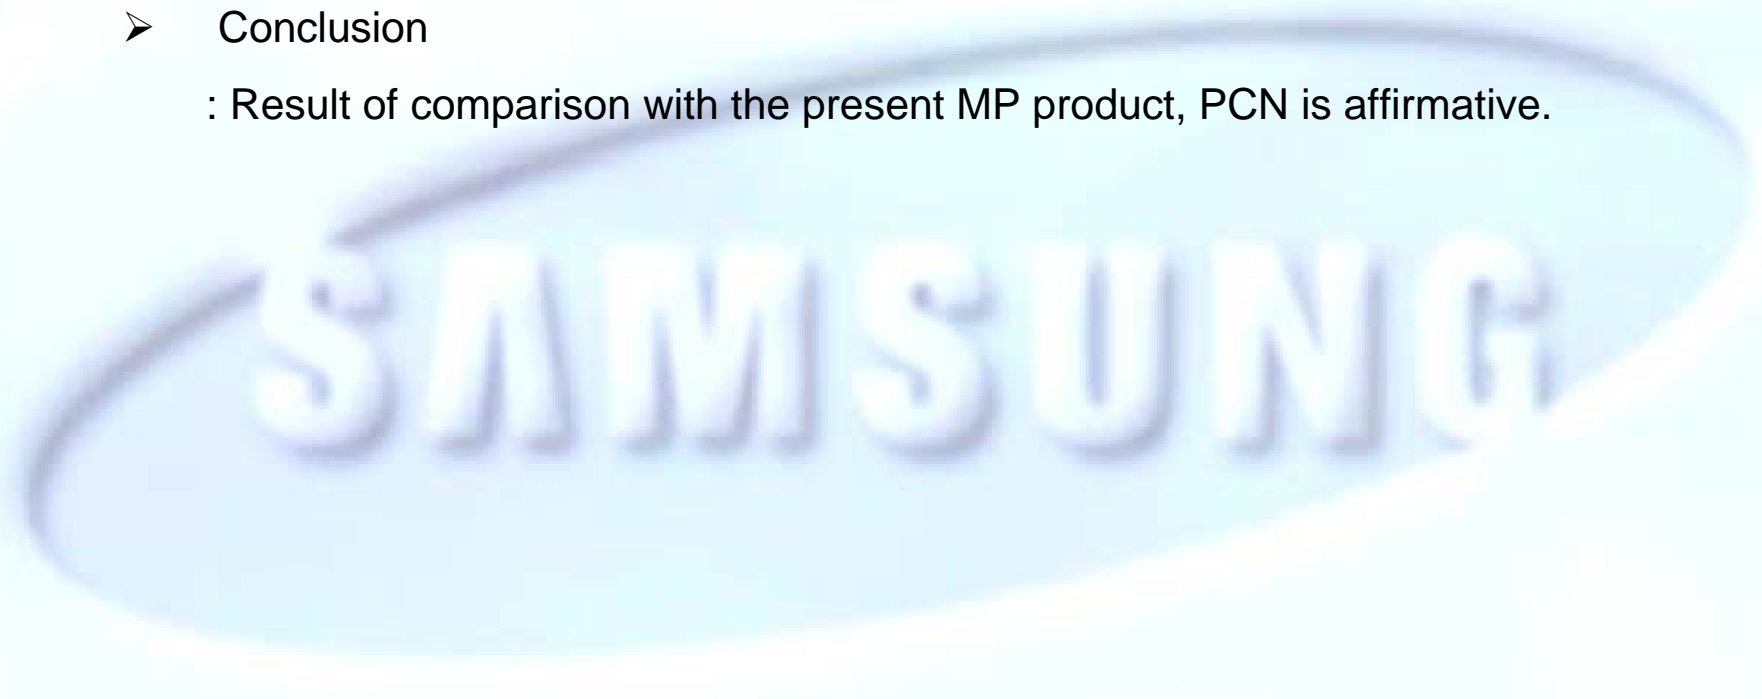 ➢ Conclusion
: Result of comparison with the present MP product, PCN is affirmative.
SAMSUNG